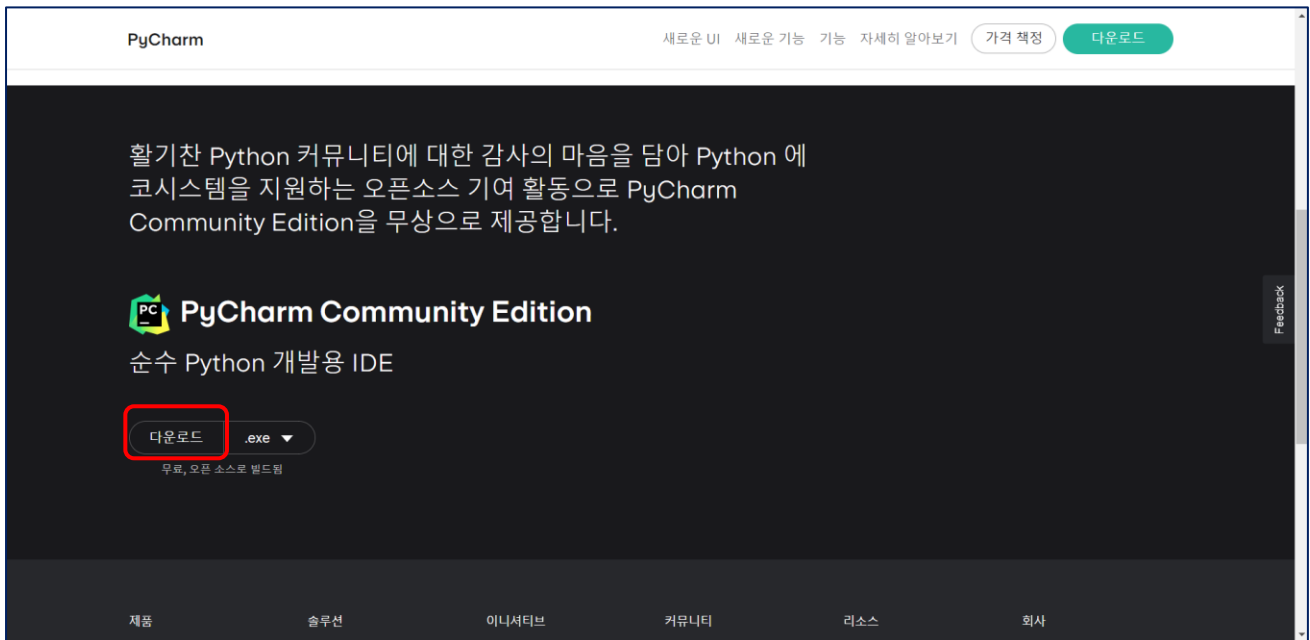 PyCharm
새로운 UI 새로운 기능 기능 자세히 알아보기 가격 책정 다운로드
활기찬 Python 커뮤니티에 대한 감사의 마음을 담아 Python 에
코시스템을 지원하는 오픈소스 기여 활동으로 PyCharm
Community Edition을 무상으로 제공합니다.
PC
PyCharm Community Edition
순수 Python 개발용 IDE
다운로드 .exe
무료, 오픈 소스로 빌드됨
Feedback
제품 솔루션 이니셔티브 커뮤니티 리소스 회사